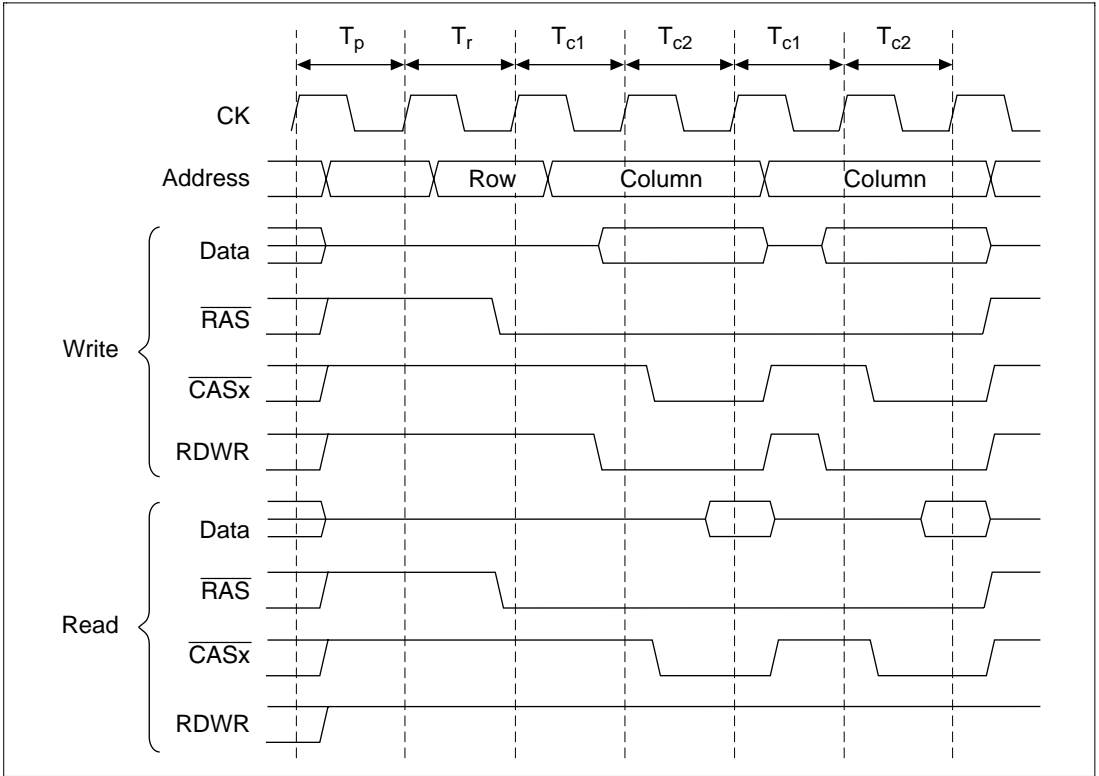 Tp Tr Tc1 Tc2 Tc1 Tc2
CK
Address Row Column Column
Data
RAS
Write
CASx
RDWR
Data
RAS
Read
CASx
RDWR